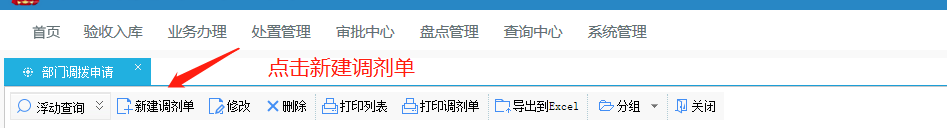 首页 验收入库 业务办理 处置管理 审批中心 盘点管理 查询中心 系统管理
部门调拨申请 点击新建调剂单
浮动查询 新建调剂单 修改 删除 打印列表 打印调剂单 导出到Excel 分组 关闭